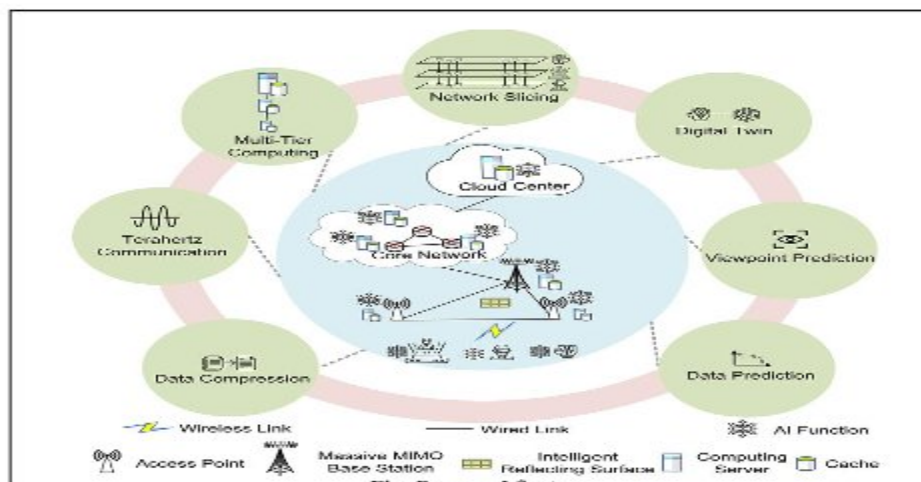 Network Slicing
Multi-Tier
Computing
Digital Twin
Cloud Center
Terahertz
Communication
Core Network
Viewpoint Prediction
Data Compression
Data Prediction
Wireless Link
Wired Link
AI Function
Access Point
Massive MIMO
Base Station
Intelligent
Reflecting Surface
Computing
Server
Cache